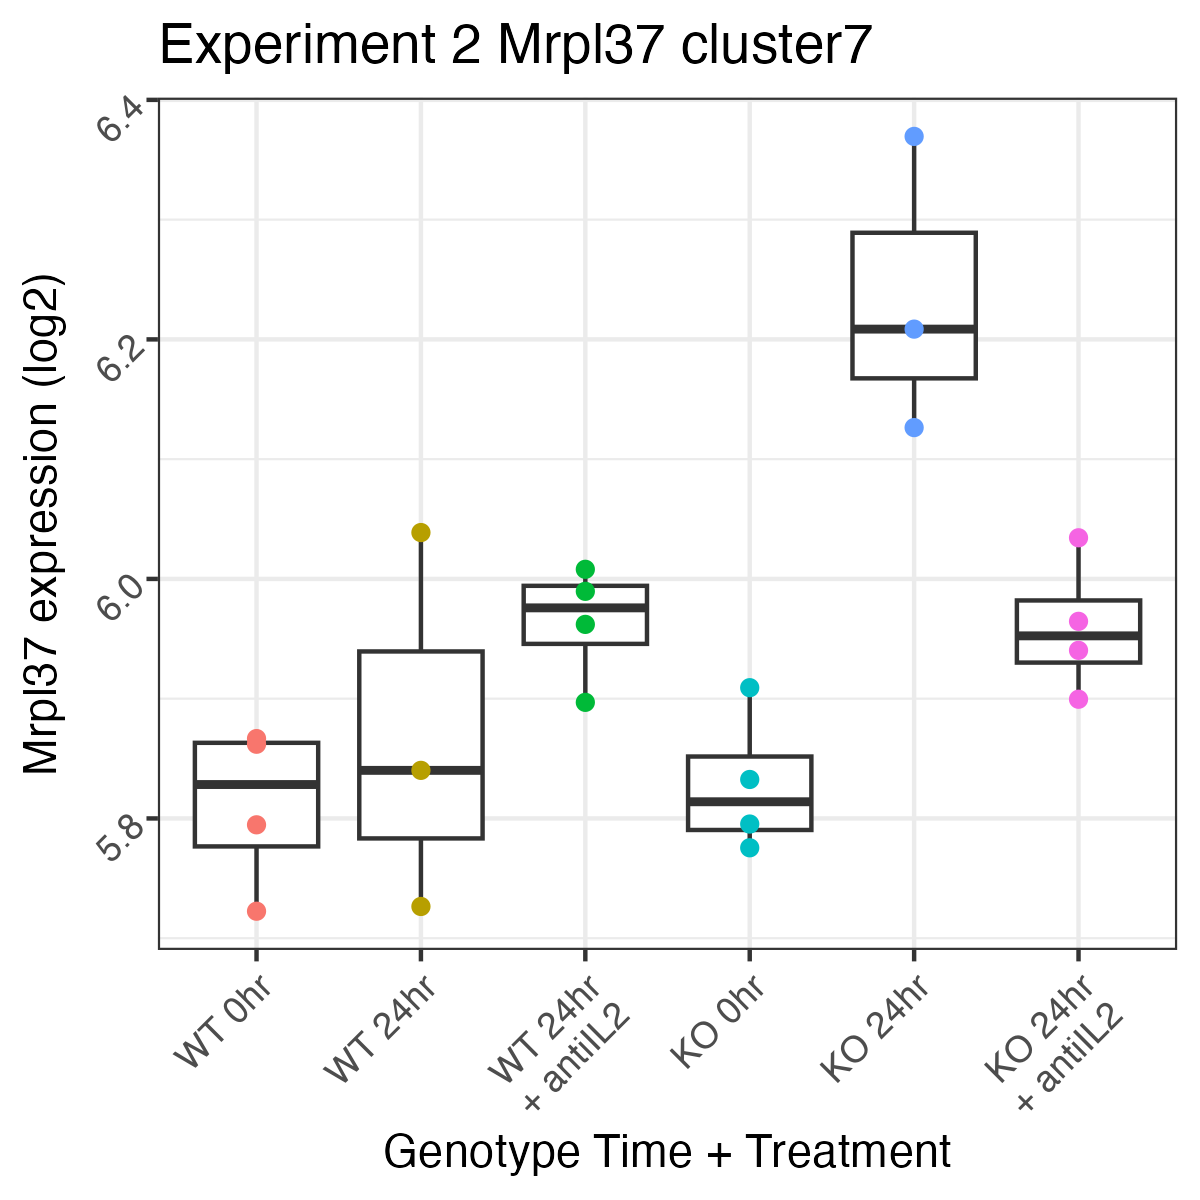 Experiment 2 Mrpl37 cluster7
Mrpl37 expression (log2)
6.4
6.2
6.0
5.8
WT 0hr
WT 24hr
WT 24hr
+ antiIL2
KO 0hr
KO 24hr
KO 24hr
+ antiIL2
Genotype Time + Treatment